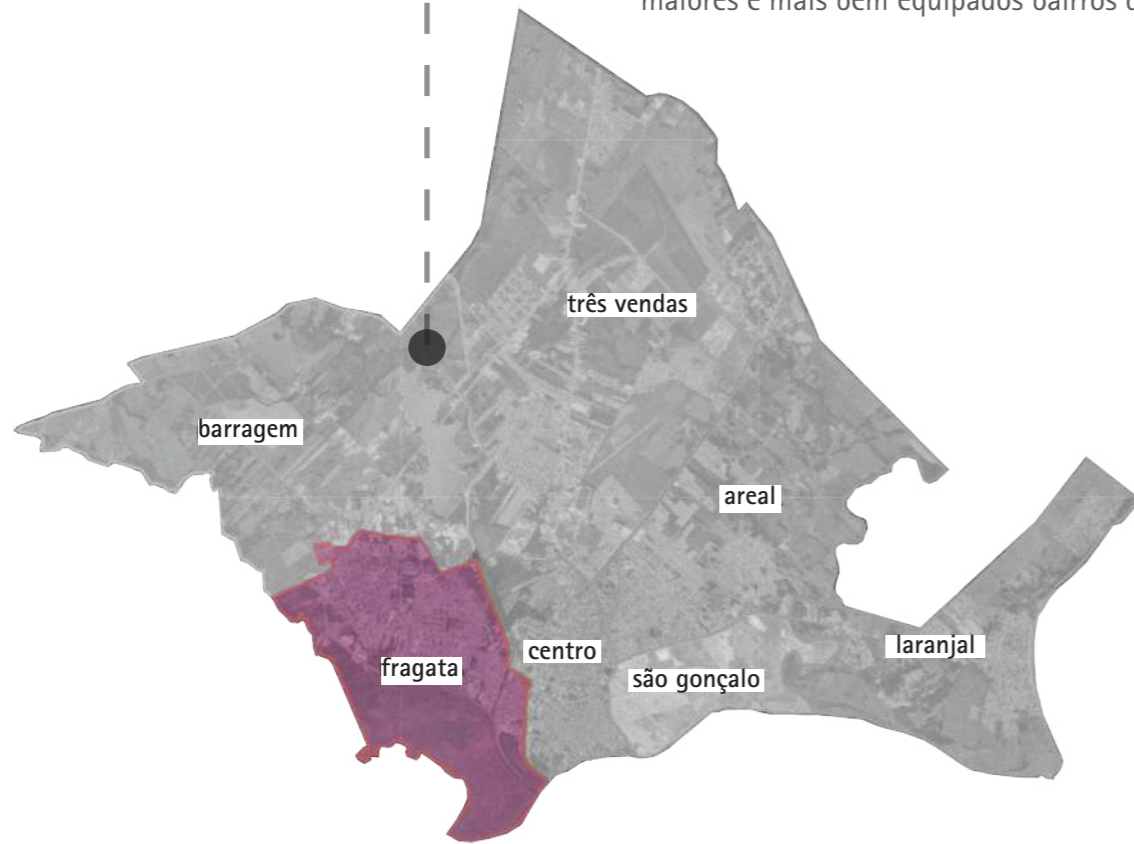 maiores e mais bem equipados bairros
três vendas
barragem
areal
centro
laranjal
fragata
são gonçalo